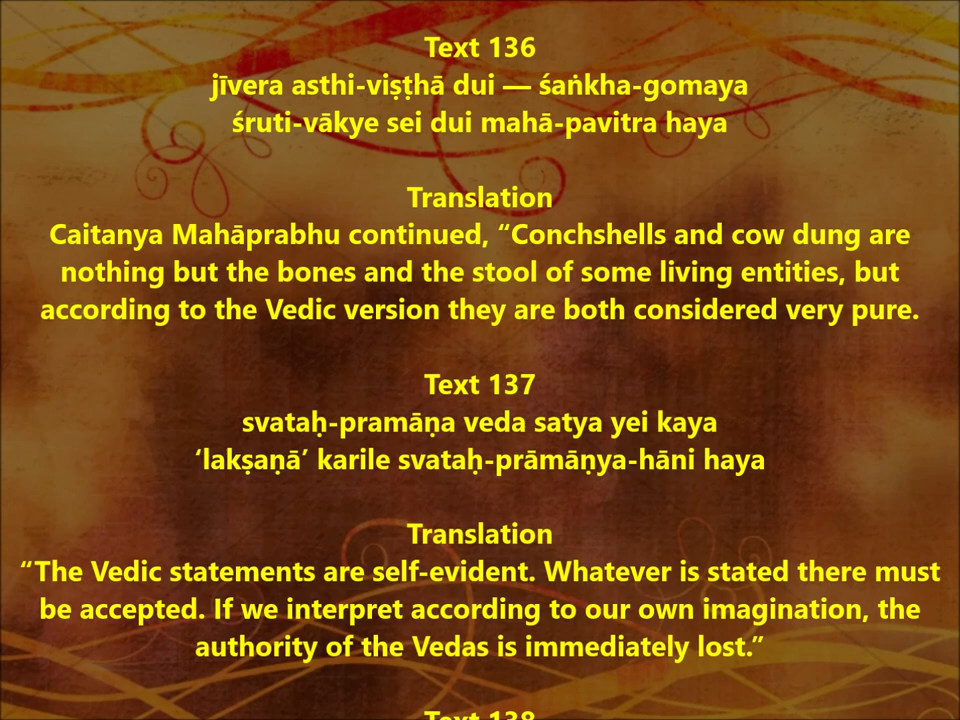 Text 136
jīvera asthi-viṣṭhā dui — śaṅkha-gomaya
śruti-vākye sei dui mahā-pavitra haya
Translation
Caitanya Mahāprabhu continued, “Conchshells and cow dung are
nothing but the bones and the stool of some living entities, but
according to the Vedic version they are both considered very pure.
Text 137
svataḥ-pramāṇa veda satya yei kaya
‘lakṣaṇā’ karile svataḥ-prāmāṇya-hāni haya
Translation
“The Vedic statements are self-evident. Whatever is stated there must
be accepted. If we interpret according to our own imagination, the
authority of the Vedas is immediately lost.”
Text 138